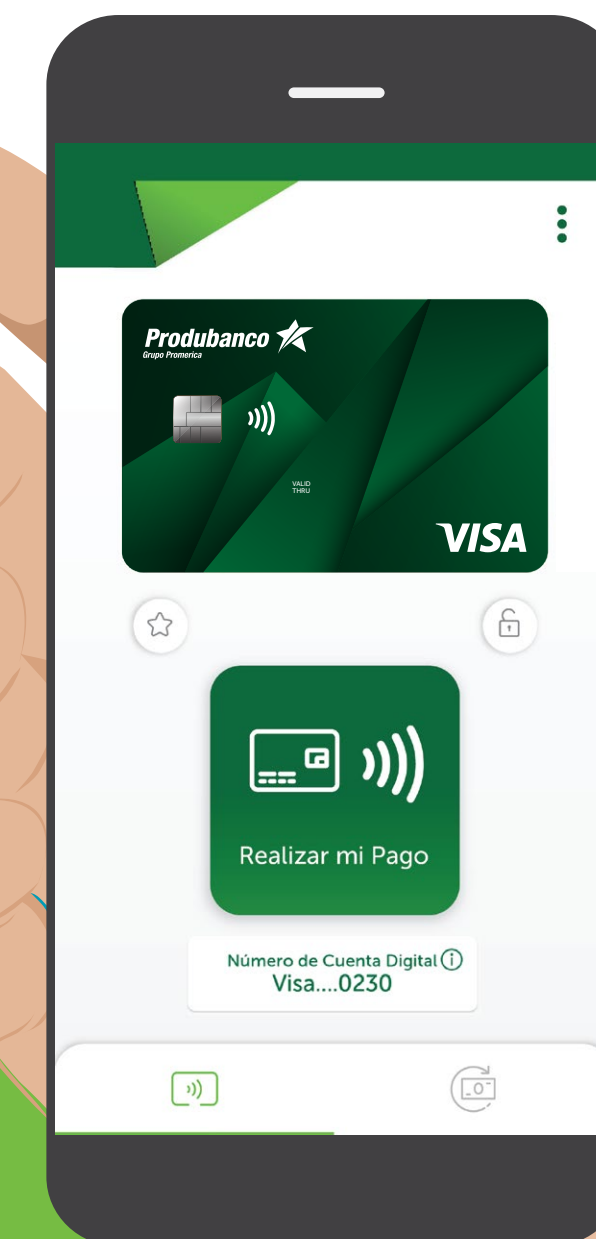 Produbanco
Grupo Promerica
VALID
THRU
VISA
Realizar mi Pago
Número de Cuenta Digital
Visa....0230